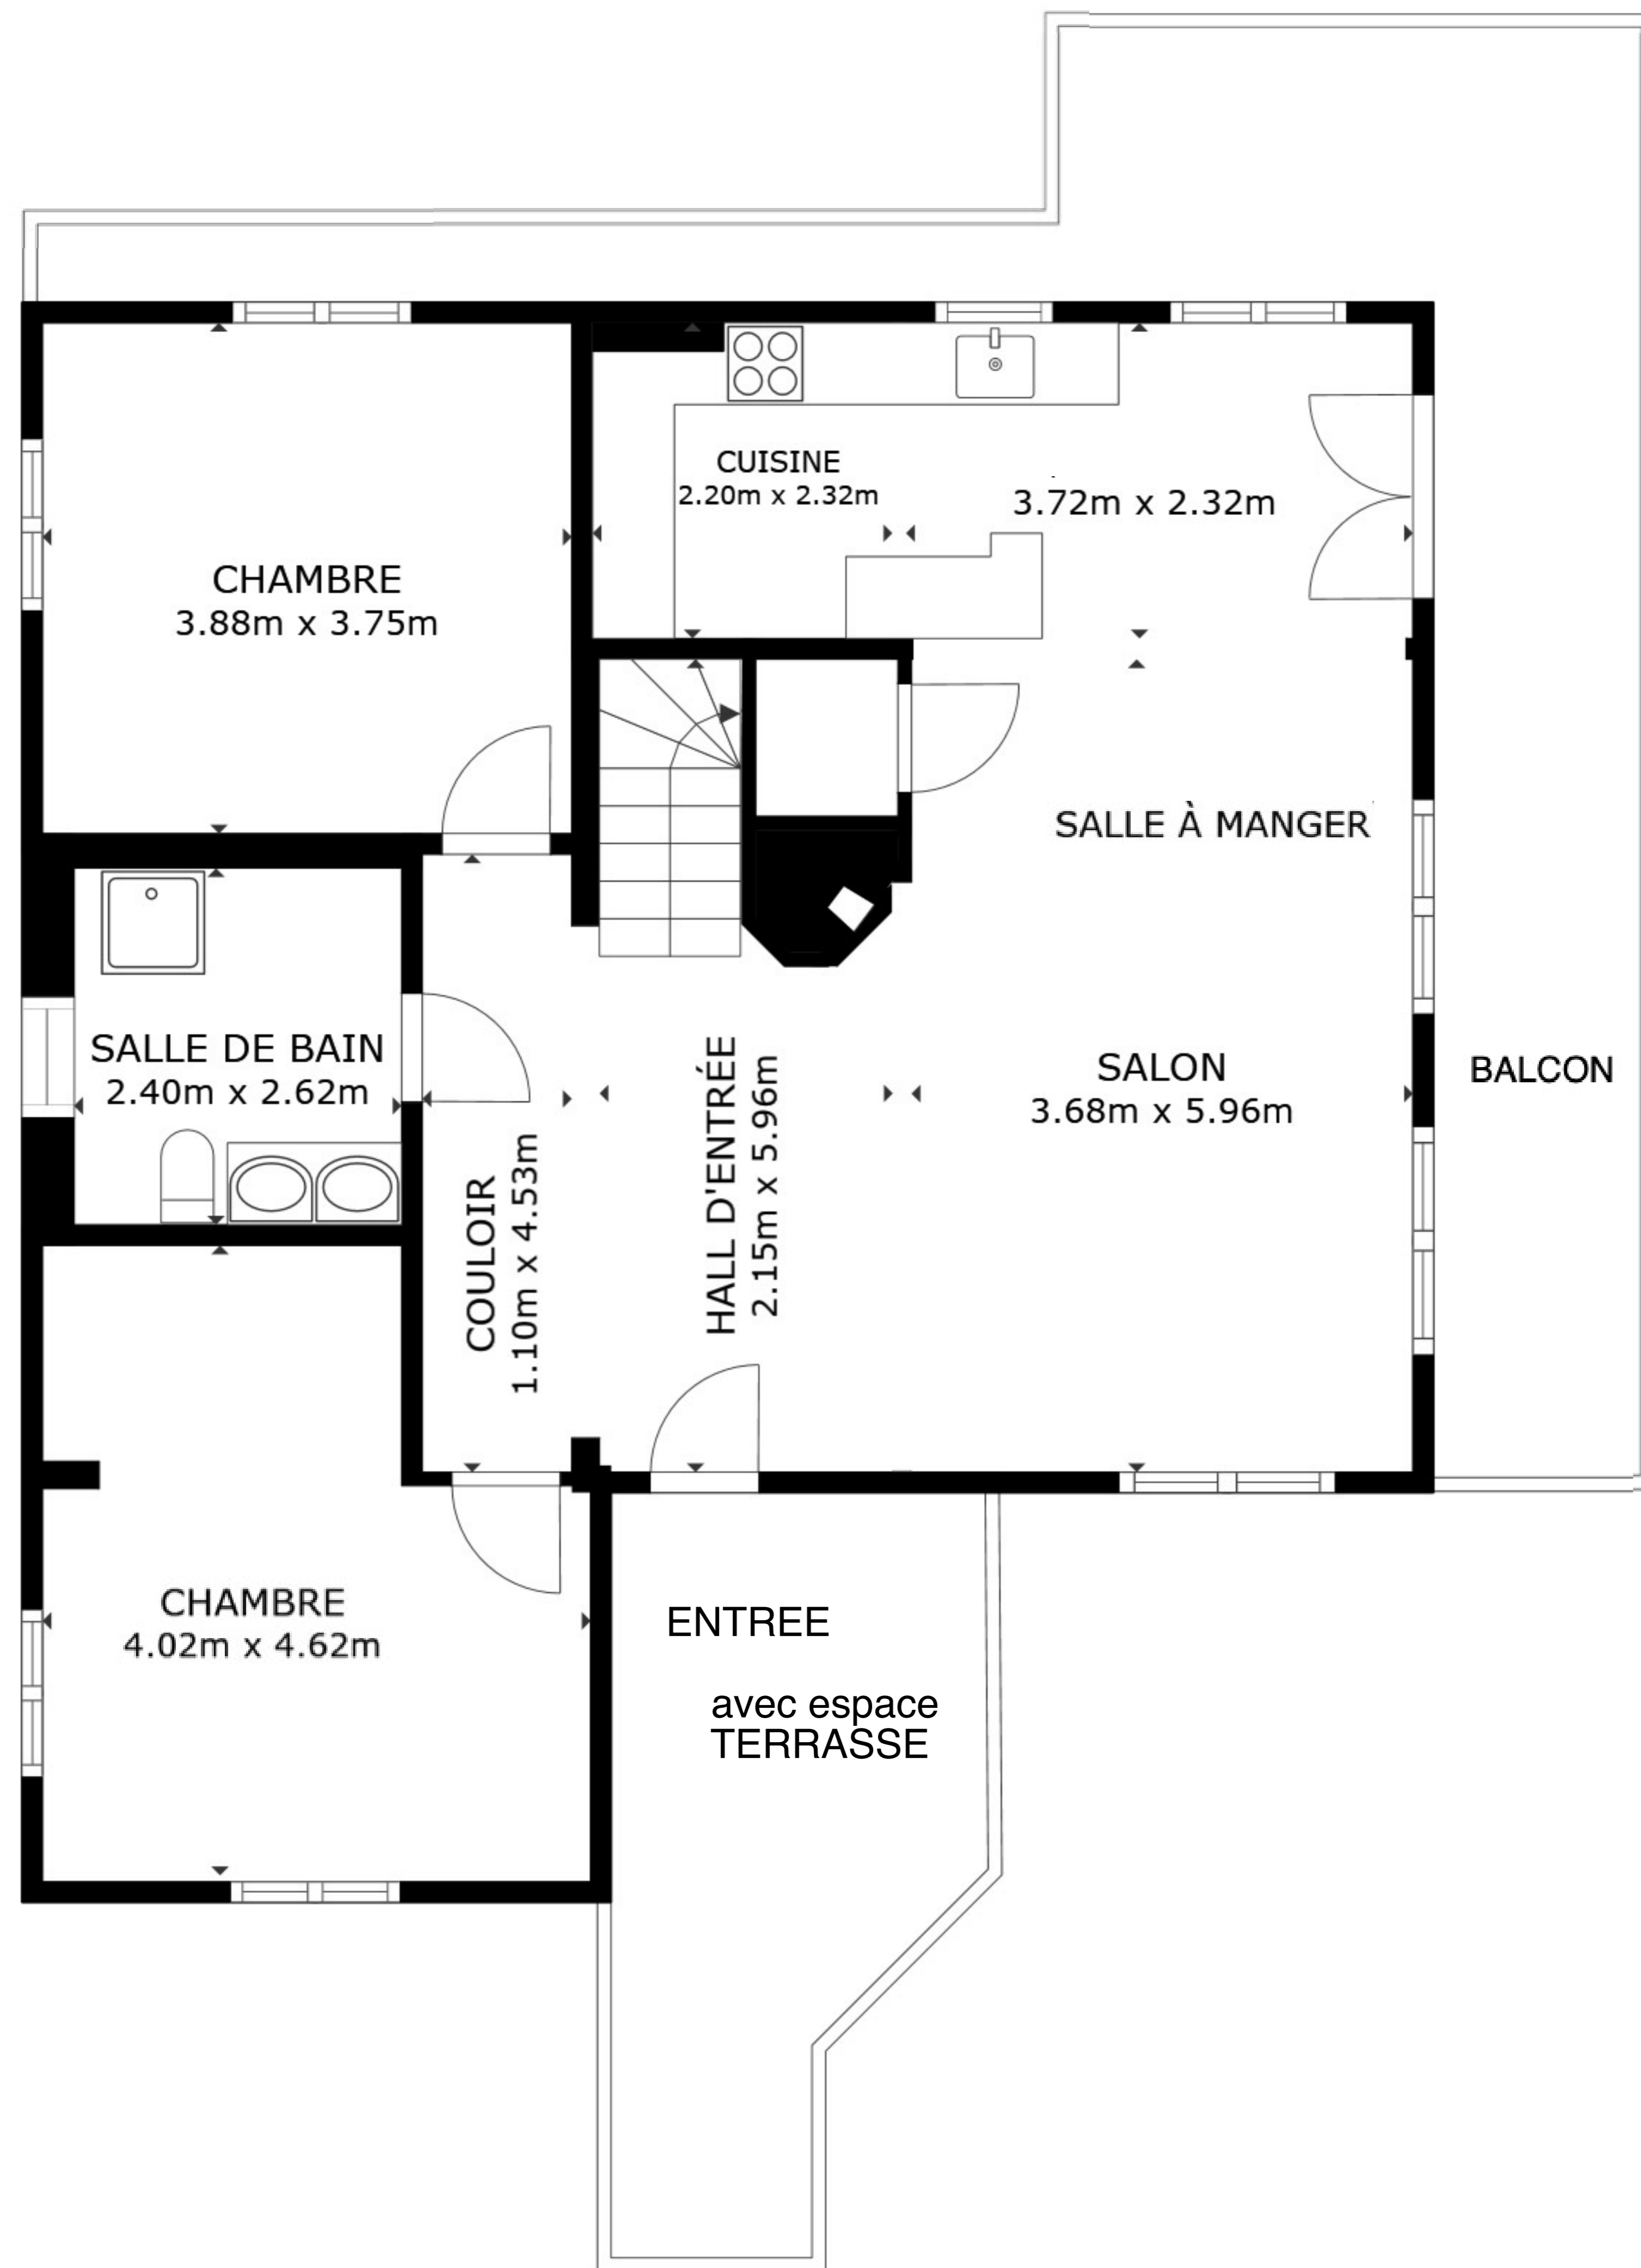 CUISINE
2.20m x 2.32m
3.72m x 2.32m
CHAMBRE
3.88m x 3.75m
SALLE À MANGER
SALLE DE BAIN
2.40m x 2.62m
COULOIR
1.10m x 4.53m
HALL D'ENTRÉE
2.15m x 5.96m
SALON
3.68m x 5.96m
BALCON
CHAMBRE
4.02m x 4.62m
ENTREE
avec espace
TERRASSE